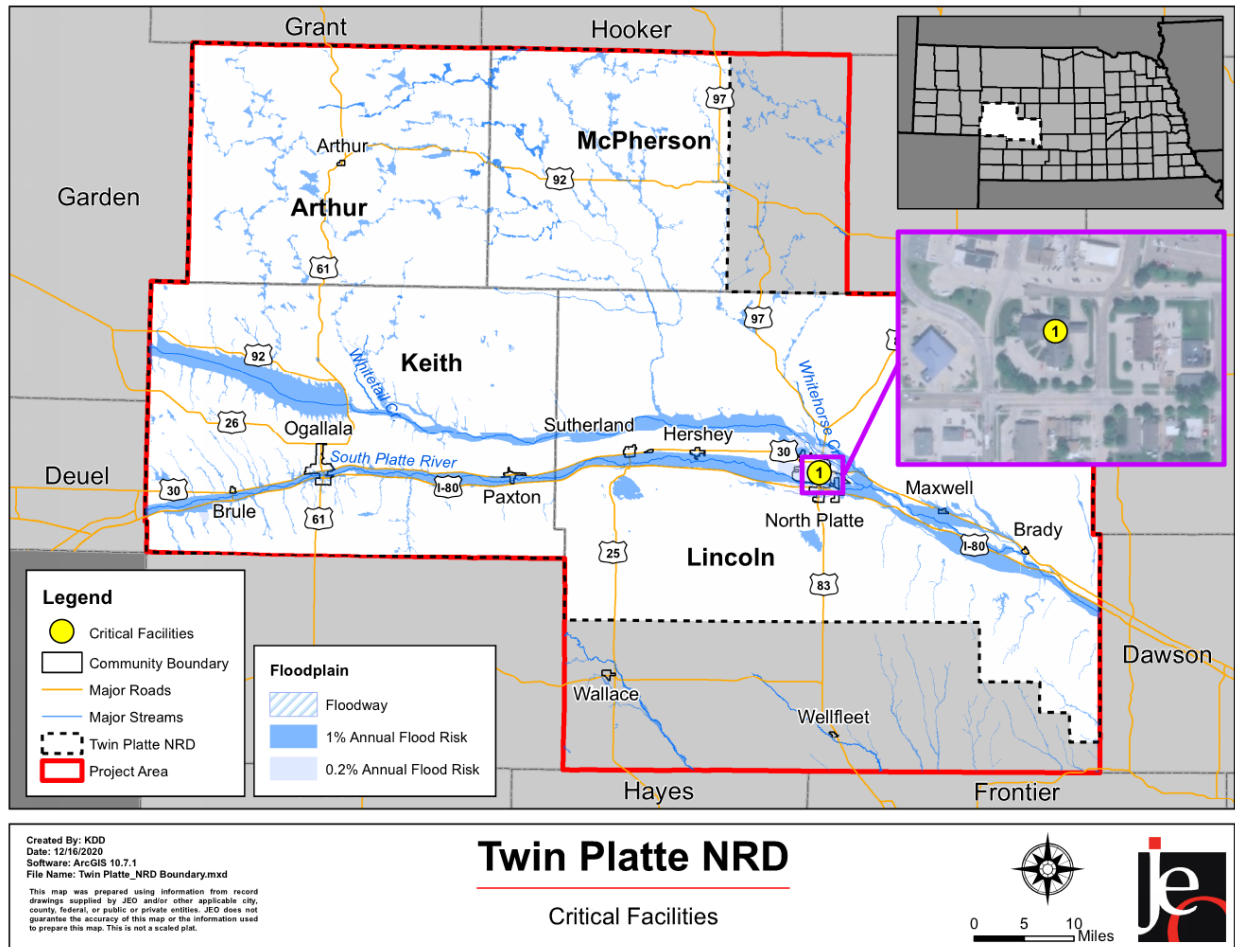 Grant
Hooker
97
McPherson
Arthur
92
Garden
Arthur
61
97
Keith
92
Whitetail Cr.
Whitehorse C
1
26
Ogallala
Sutherland
Hershey
30
South Platte River
Deuel
30
I-80
1
Maxwell
Brule
Paxton
North Platte
Brady
61
25
Lincoln
I-80
83
Dawson
Wallace
Wellfleet
Hayes
Frontier
Legend
Critical Facilities
Community Boundary
Major Roads
Major Streams
Twin Platte NRD
Project Area
Floodplain
Floodway
1% Annual Flood Risk
0.2% Annual Flood Risk
Created By: KDD
Date: 12/16/2020
Software: ArcGIS 10.7.1
File Name: Twin Platte_NRD Boundary.mxd
This map was prepared using information from record
drawings supplied by JEO and/or other applicable city,
county, federal, or public or private entities. JEO does not
guarantee the accuracy of this map or the information used
to prepare this map. This is not a scaled plat.
Twin Platte NRD
Critical Facilities
0 5 10
Miles
jeo